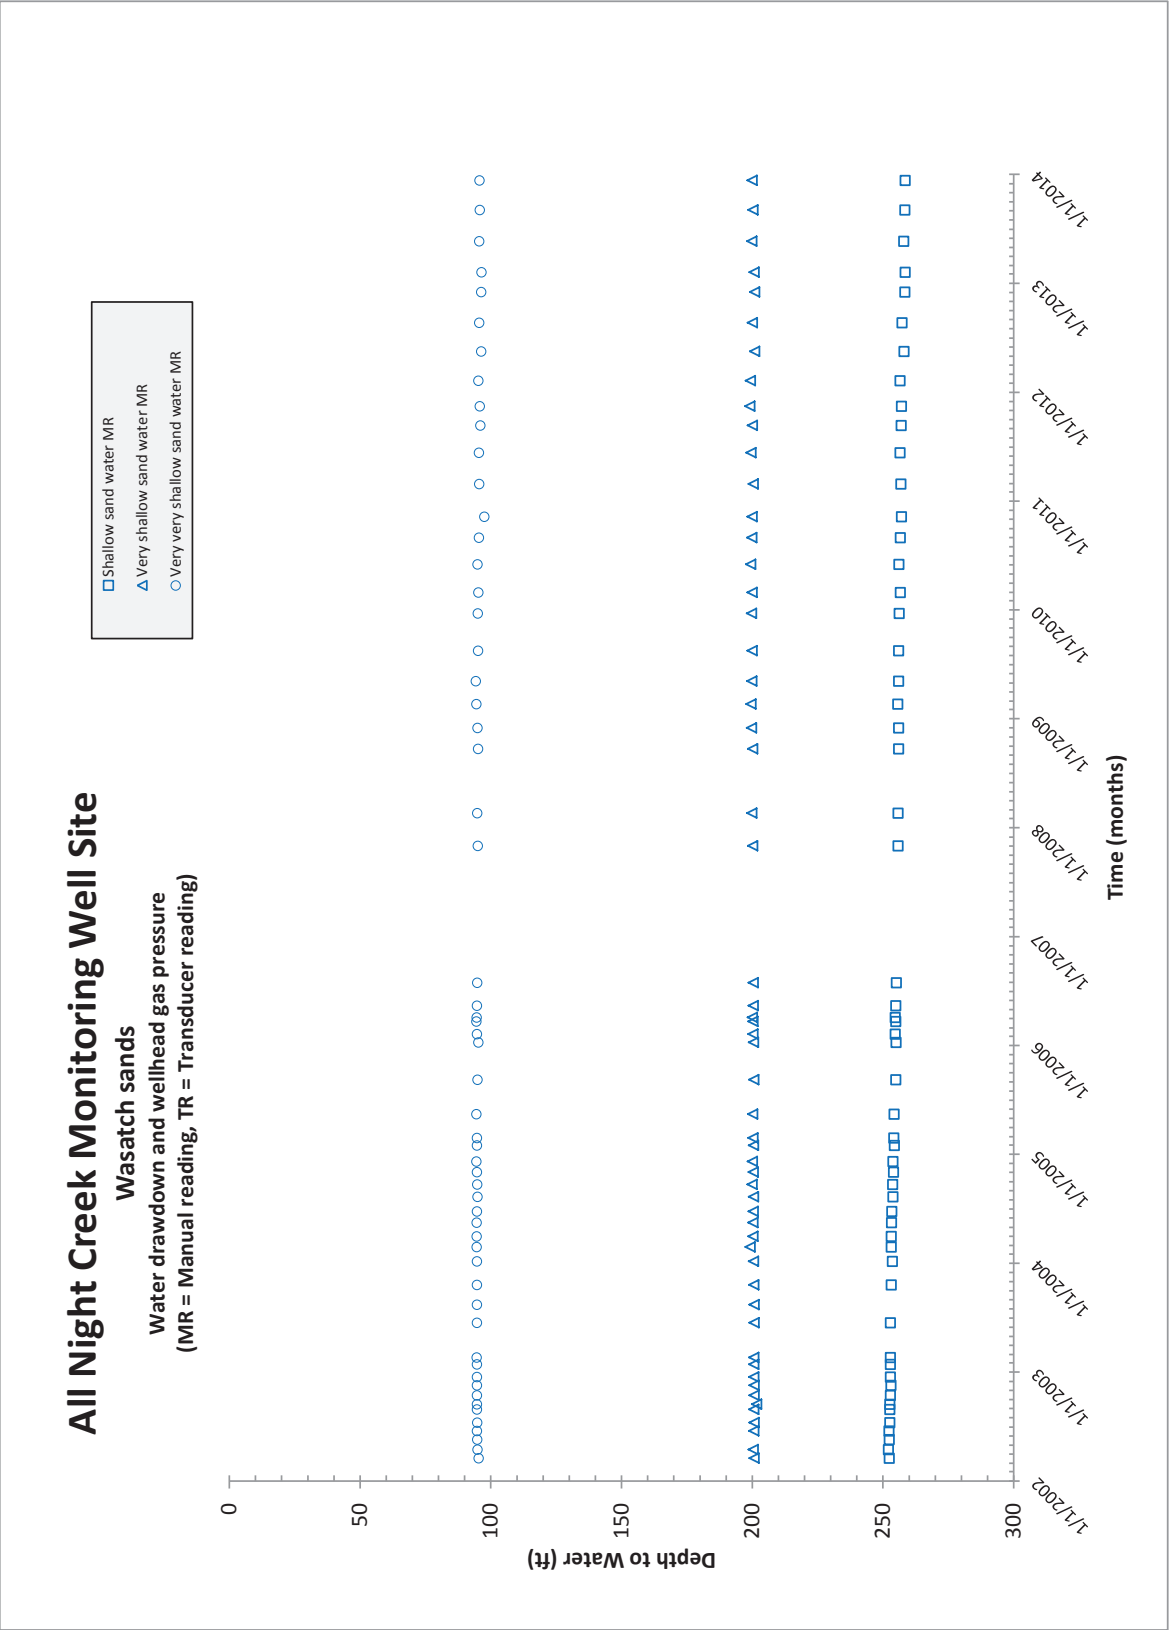 All Night Creek Monitoring Well Site
Wasatch sands
Water drawdown and wellhead gas pressure
(MR = Manual reading, TR = Transducer reading)
Shallow sand water MR
Very shallow sand water MR
Very very shallow sand water MR
Depth to Water (ft)
0
50
100
150
200
250
300
1/1/2002
1/1/2003
1/1/2004
1/1/2005
1/1/2006
1/1/2007
1/1/2008
1/1/2009
1/1/2010
1/1/2011
1/1/2012
1/1/2013
1/1/2014
Time (months)